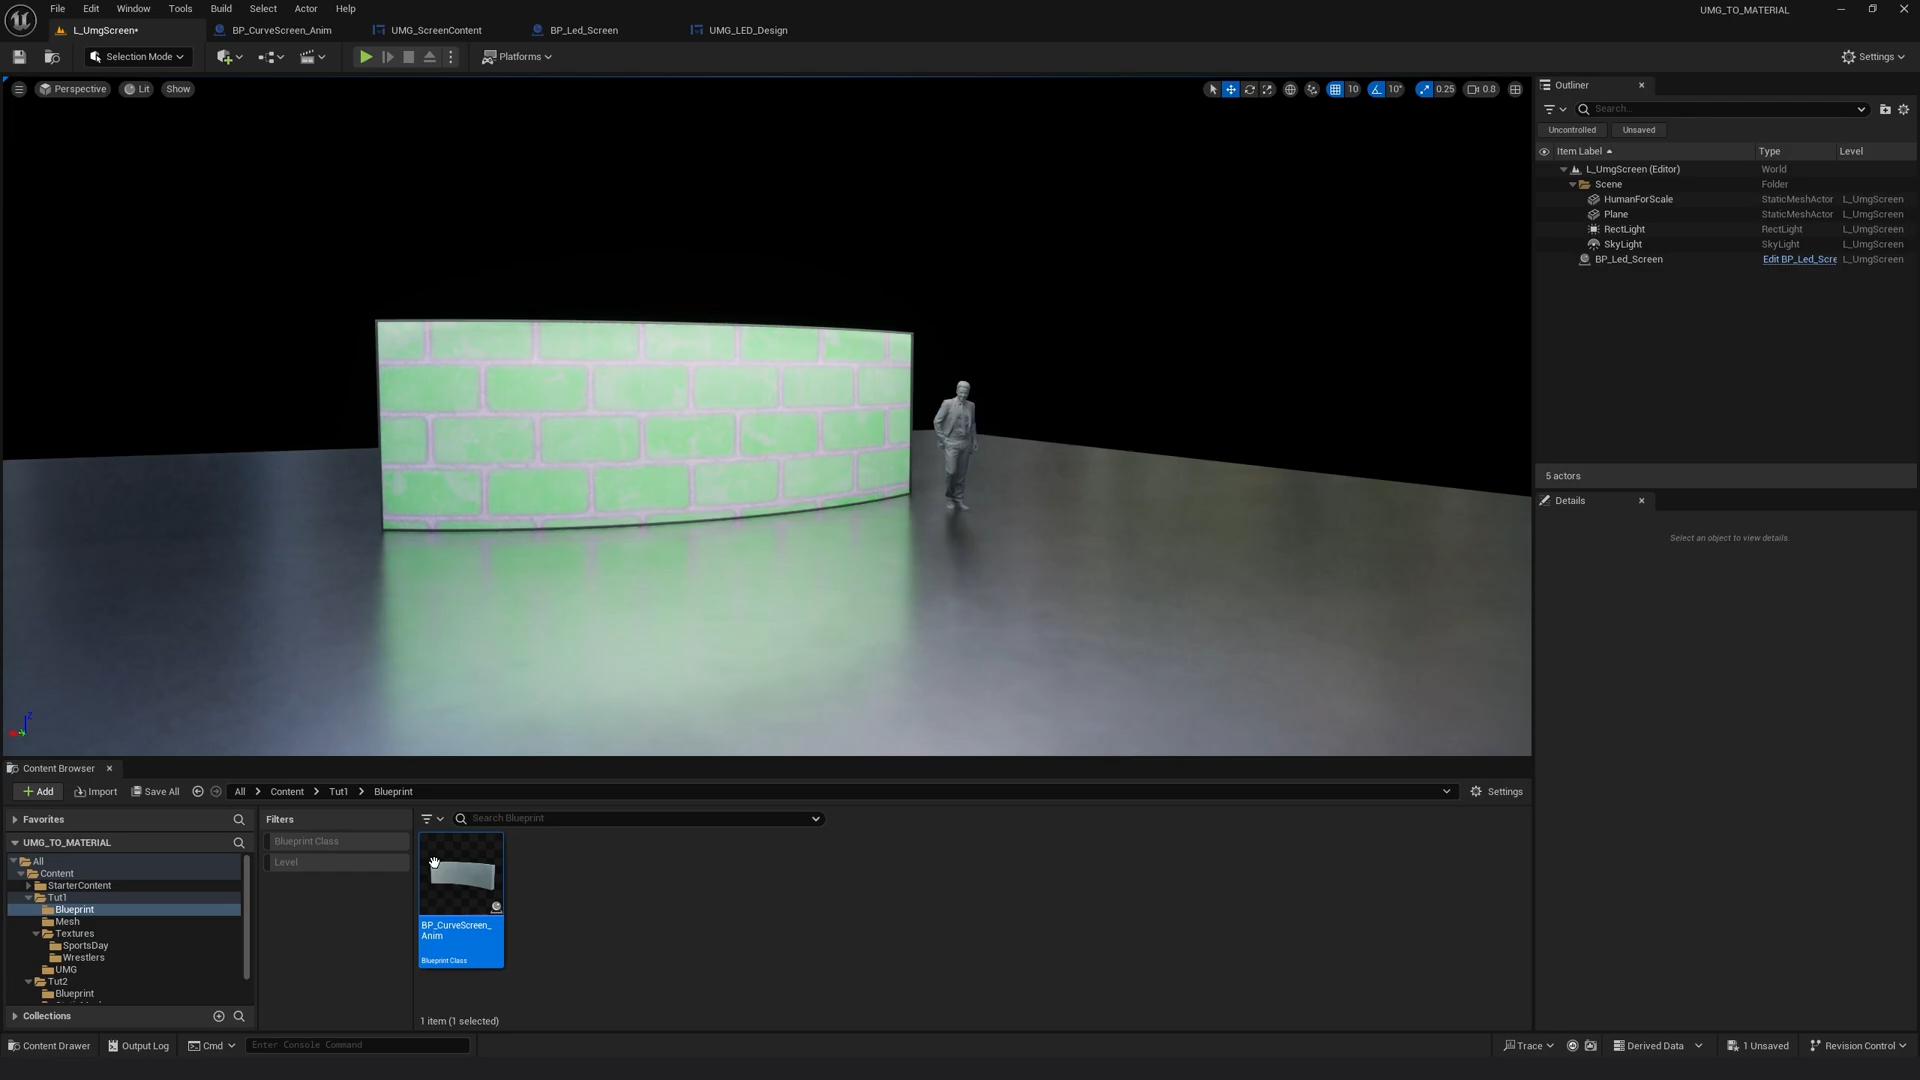 File Edit Window Tools Build Select Actor Help
UMG_TO_MATERIAL
L_UmgScreen• BP_CurveScreen_Anim UMG_ScreenContent BP_Led_Screen UMG_LED_Design
Selection Mode Platforms Settings
Perspective Lit Show 10 10° 0.25 0.8
Outliner
Search...
Uncontrolled Unsaved
Item Label Type Level
L_UmgScreen (Editor) World
Scene Folder
HumanForScale StaticMeshActor L_UmgScreen
Plane StaticMeshActor L_UmgScreen
RectLight RectLight L_UmgScreen
SkyLight SkyLight L_UmgScreen
BP_Led_Screen Edit BP_Led_Scre L_UmgScreen
5 actors
Details
Select an object to view details.
Z
Content Browser
Add Import Save All All Content Tut1 Blueprint Settings
Favorites
UMG_TO_MATERIAL
All
Content
StarterContent
Tut1
Blueprint
Mesh
Textures
SportsDay
Wrestlers
UMG
Tut2
Blueprint
Collections
Filters
Blueprint Class
Level
Search Blueprint
BP_CurveScreen_
Anim
Blueprint Class
1 item (1 selected)
Content Drawer Output Log Cmd Enter Console Command Trace Derived Data 1 Unsaved Revision Control